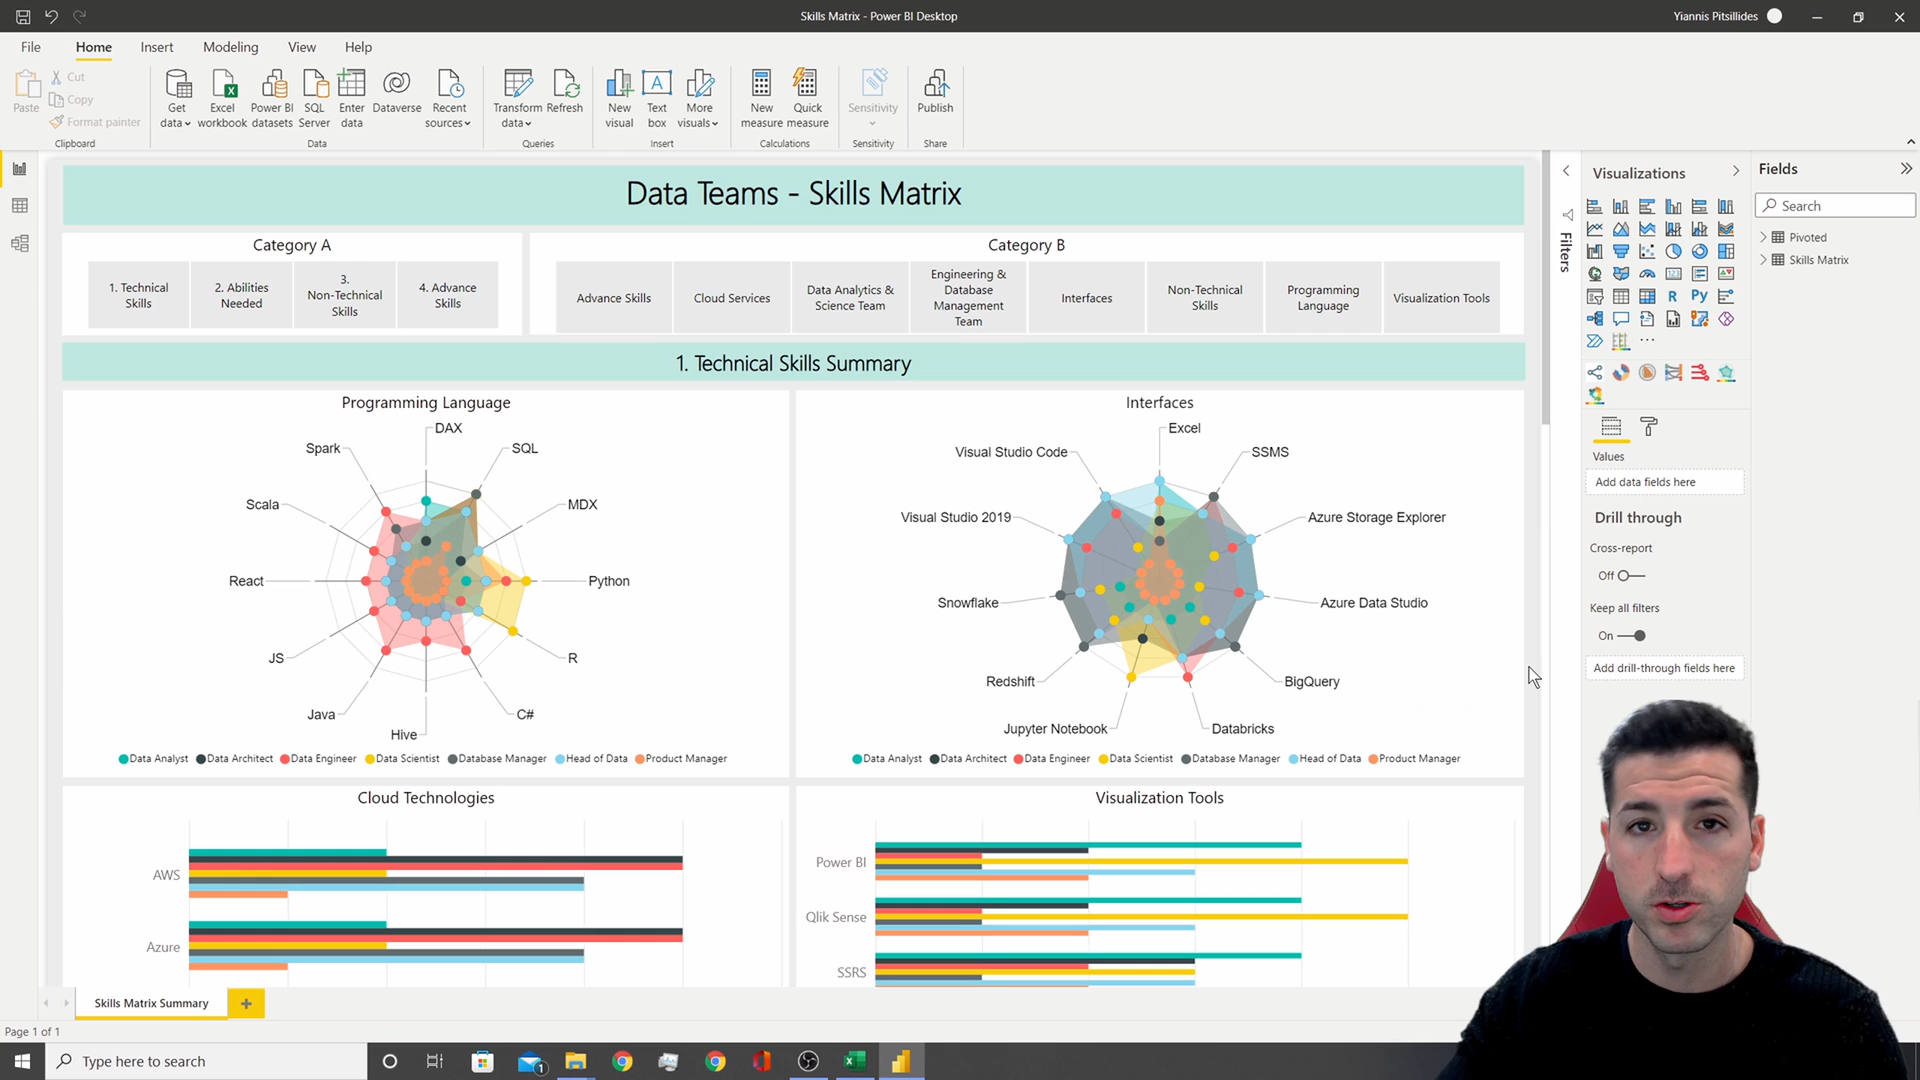 Skills Matrix - Power BI Desktop
Yiannis Pitsillides
File
Home
Insert
Modeling
View
Help
Paste
Cut
Copy
Format painter
Clipboard
Get data
Excel workbook
Power BI datasets
SQL Server
Enter data
Dataverse
Recent sources
Data
Transform data
Refresh
Queries
New visual
Text box
More visuals
Insert
New measure
Quick measure
Calculations
Sensitivity
Sensitivity
Publish
Share
Data Teams - Skills Matrix
Category A
1. Technical Skills
2. Abilities Needed
3. Non-Technical Skills
4. Advance Skills
Category B
Advance Skills
Cloud Services
Data Analytics & Science Team
Engineering & Database Management Team
Interfaces
Non-Technical Skills
Programming Language
Visualization Tools
1. Technical Skills Summary
Programming Language
DAX
SQL
MDX
Python
R
C#
Hive
Java
JS
React
Scala
Spark
Data Analyst
Data Architect
Data Engineer
Data Scientist
Database Manager
Head of Data
Product Manager
Interfaces
Excel
SSMS
Azure Storage Explorer
Azure Data Studio
BigQuery
Databricks
Jupyter Notebook
Redshift
Snowflake
Visual Studio 2019
Visual Studio Code
Data Analyst
Data Architect
Data Engineer
Data Scientist
Database Manager
Head of Data
Product Manager
Cloud Technologies
AWS
Azure
Visualization Tools
Power BI
Qlik Sense
SSRS
Filters
Visualizations
R
Py
Values
Add data fields here
Drill through
Cross-report
Off
Keep all filters
On
Add drill-through fields here
Fields
Search
Pivoted
Skills Matrix
Skills Matrix Summary
Page 1 of 1
Type here to search
1